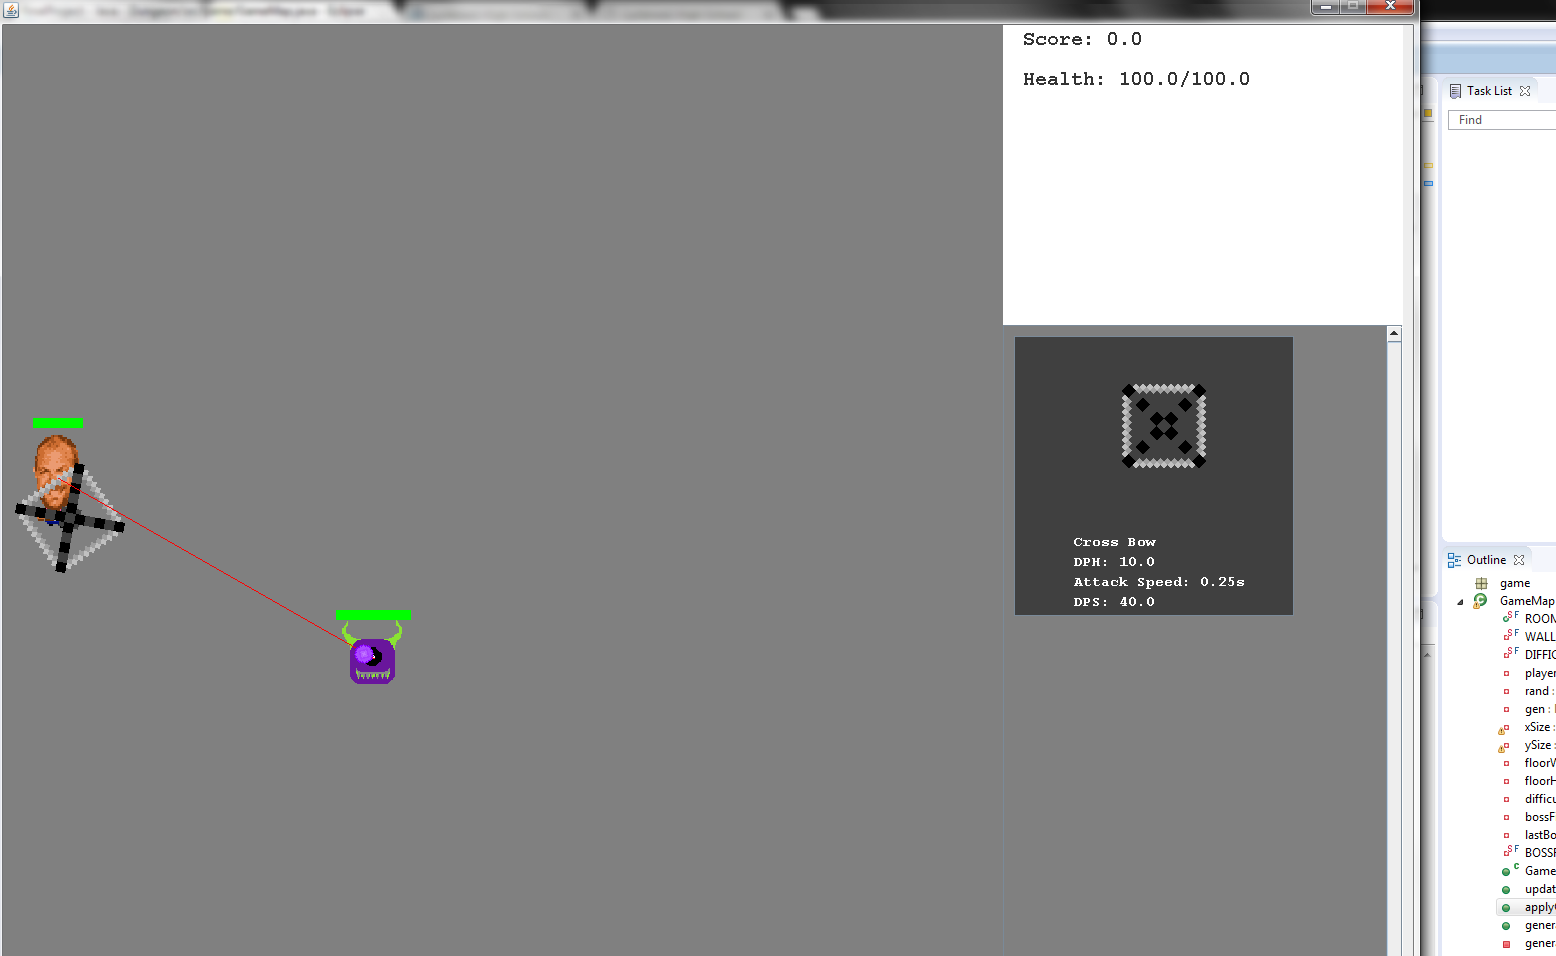 Score: 0.0
Health: 100.0/100.0
Cross Bow
DPH: 10.0
Attack Speed: 0.25s
DPS: 40.0
Task List
Find
Outline
game
GameMap
ROOM
WALL
DIFFIC
player
rand :
gen :
xSize :
ySize :
floorW
floorH
difficu
bossF
lastBo
BOSSF
Game
updat
apply
gener
gener